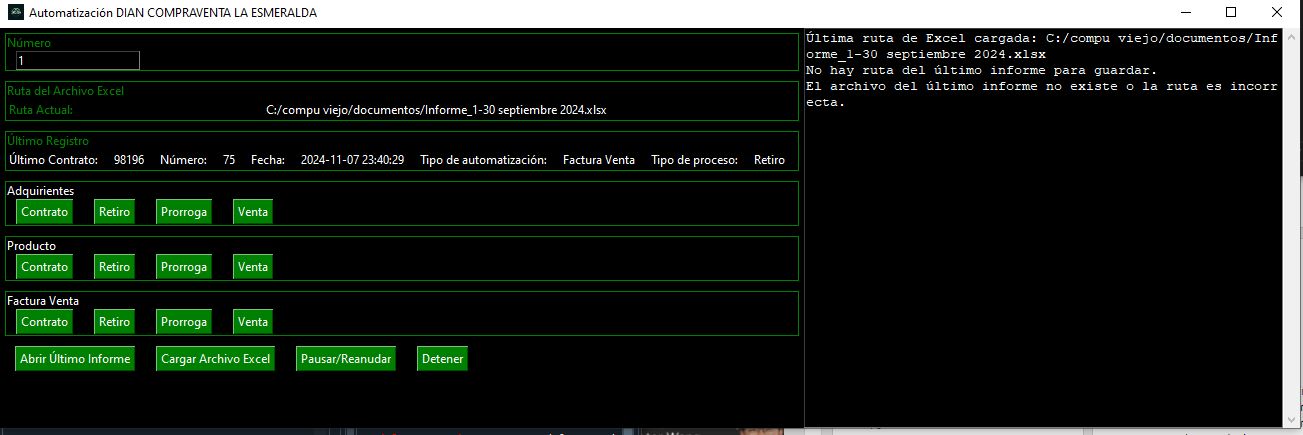 Automatización DIAN COMPRAVENTA LA ESMERALDA
Número
1
Ruta del Archivo Excel
Ruta Actual: C:/compu viejo/documentos/Informe_1-30 septiembre 2024.xlsx
Último Registro
Último Contrato: 98196 Número: 75 Fecha: 2024-11-07 23:40:29 Tipo de automatización: Factura Venta Tipo de proceso: Retiro
Adquirientes
Contrato Retiro Prorroga Venta
Producto
Contrato Retiro Prorroga Venta
Factura Venta
Contrato Retiro Prorroga Venta
Abrir Último Informe Cargar Archivo Excel Pausar/Reanudar Detener
Última ruta de Excel cargada: C:/compu viejo/documentos/Inf
orme_1-30 septiembre 2024.xlsx
No hay ruta del último informe para guardar.
El archivo del último informe no existe o la ruta es incorr
ecta.